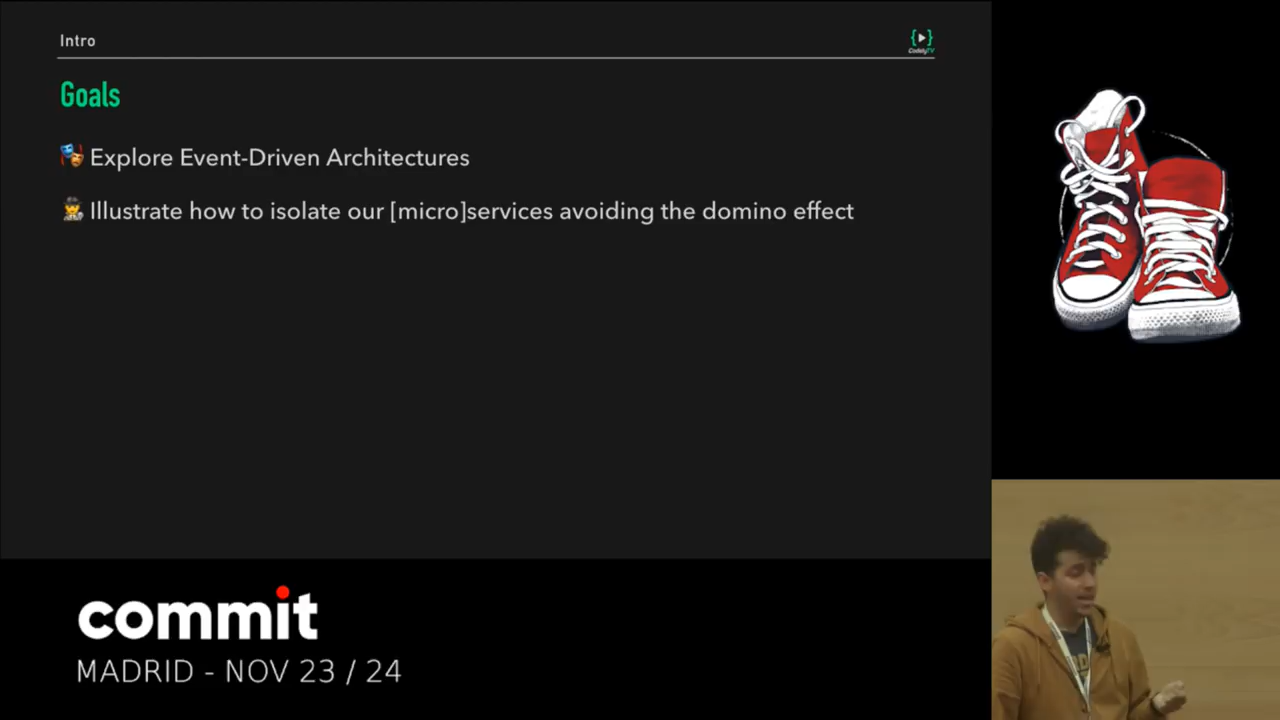 Intro
CodelyTV
Goals
Explore Event-Driven Architectures
Illustrate how to isolate our [micro]services avoiding the domino effect
commit
MADRID - NOV 23 / 24